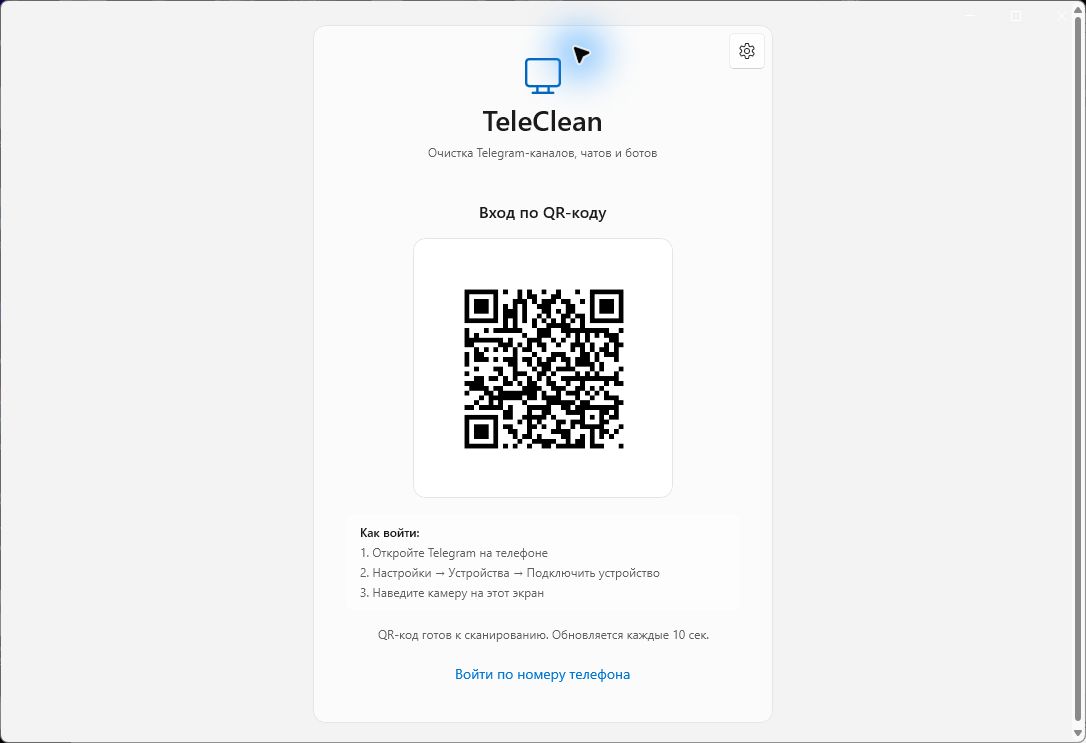 TeleClean
Очистка Telegram-каналов, чатов и ботов
Вход по QR-коду
Как войти:
1. Откройте Telegram на телефоне
2. Настройки → Устройства → Подключить устройство
3. Наведите камеру на этот экран
QR-код готов к сканированию. Обновляется каждые 10 сек.
Войти по номеру телефона